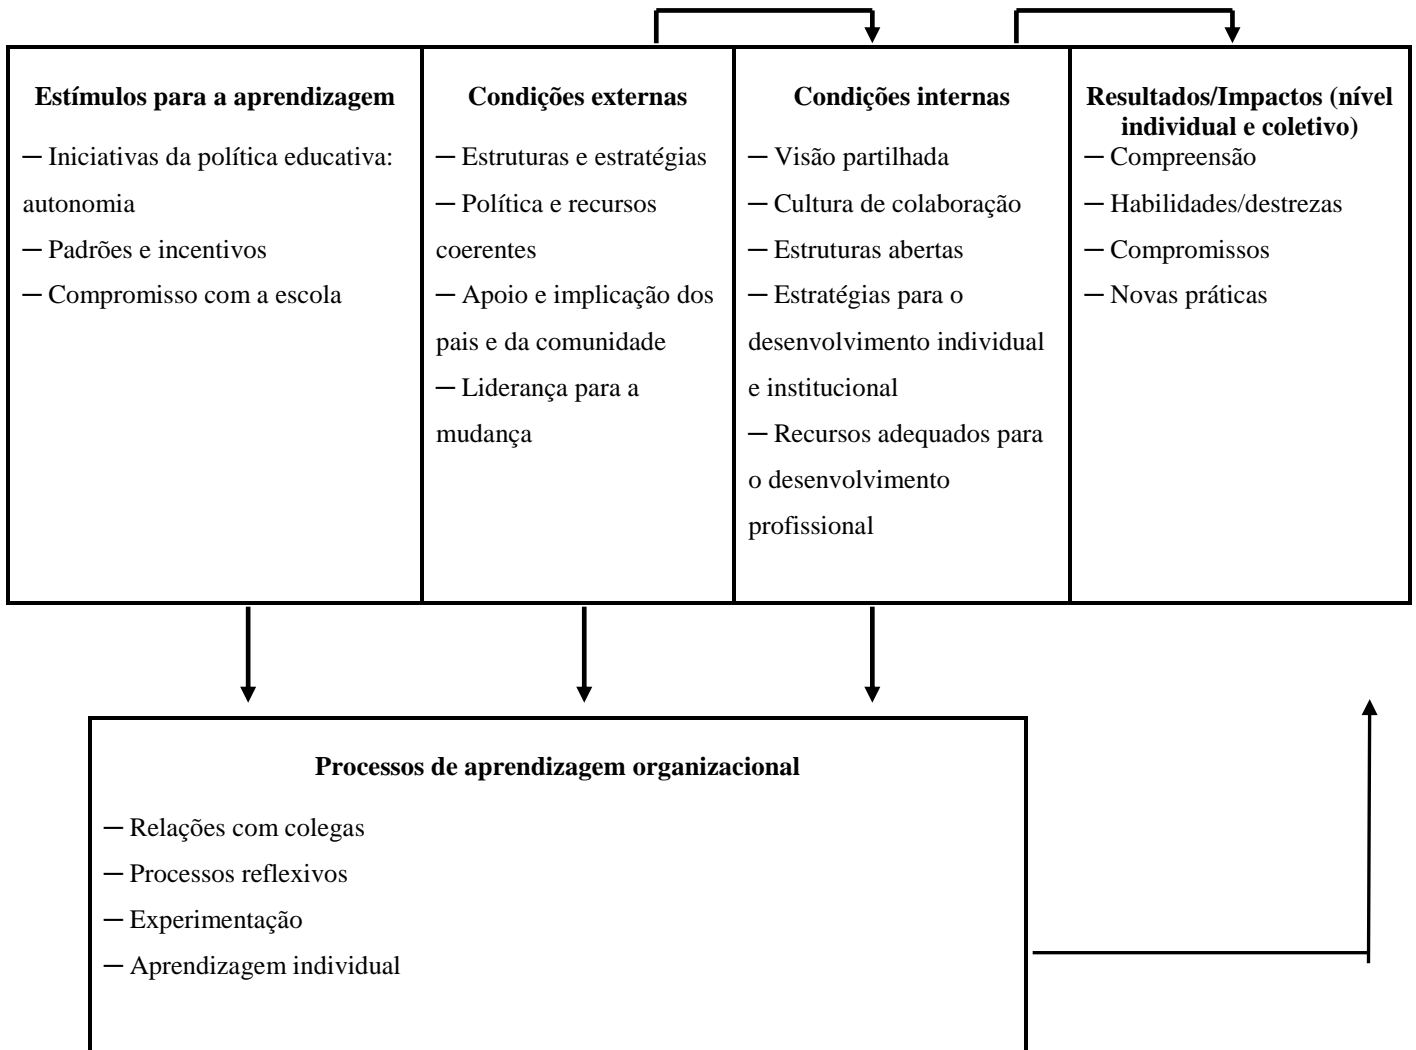 Estímulos para a aprendizagem
─ Iniciativas da política educativa:
autonomia
─ Padrões e incentivos
─ Compromisso com a escola
Condições externas
─ Estruturas e estratégias
─ Política e recursos
coerentes
─ Apoio e implicação dos
pais e da comunidade
─ Liderança para a
mudança
Condições internas
─ Visão partilhada
─ Cultura de colaboração
─ Estruturas abertas
─ Estratégias para o
desenvolvimento individual
e institucional
─ Recursos adequados para
o desenvolvimento
profissional
Resultados/Impactos (nível
individual e coletivo)
─ Compreensão
─ Habilidades/destrezas
─ Compromissos
─ Novas práticas
Processos de aprendizagem organizacional
─ Relações com colegas
─ Processos reflexivos
─ Experimentação
─ Aprendizagem individual